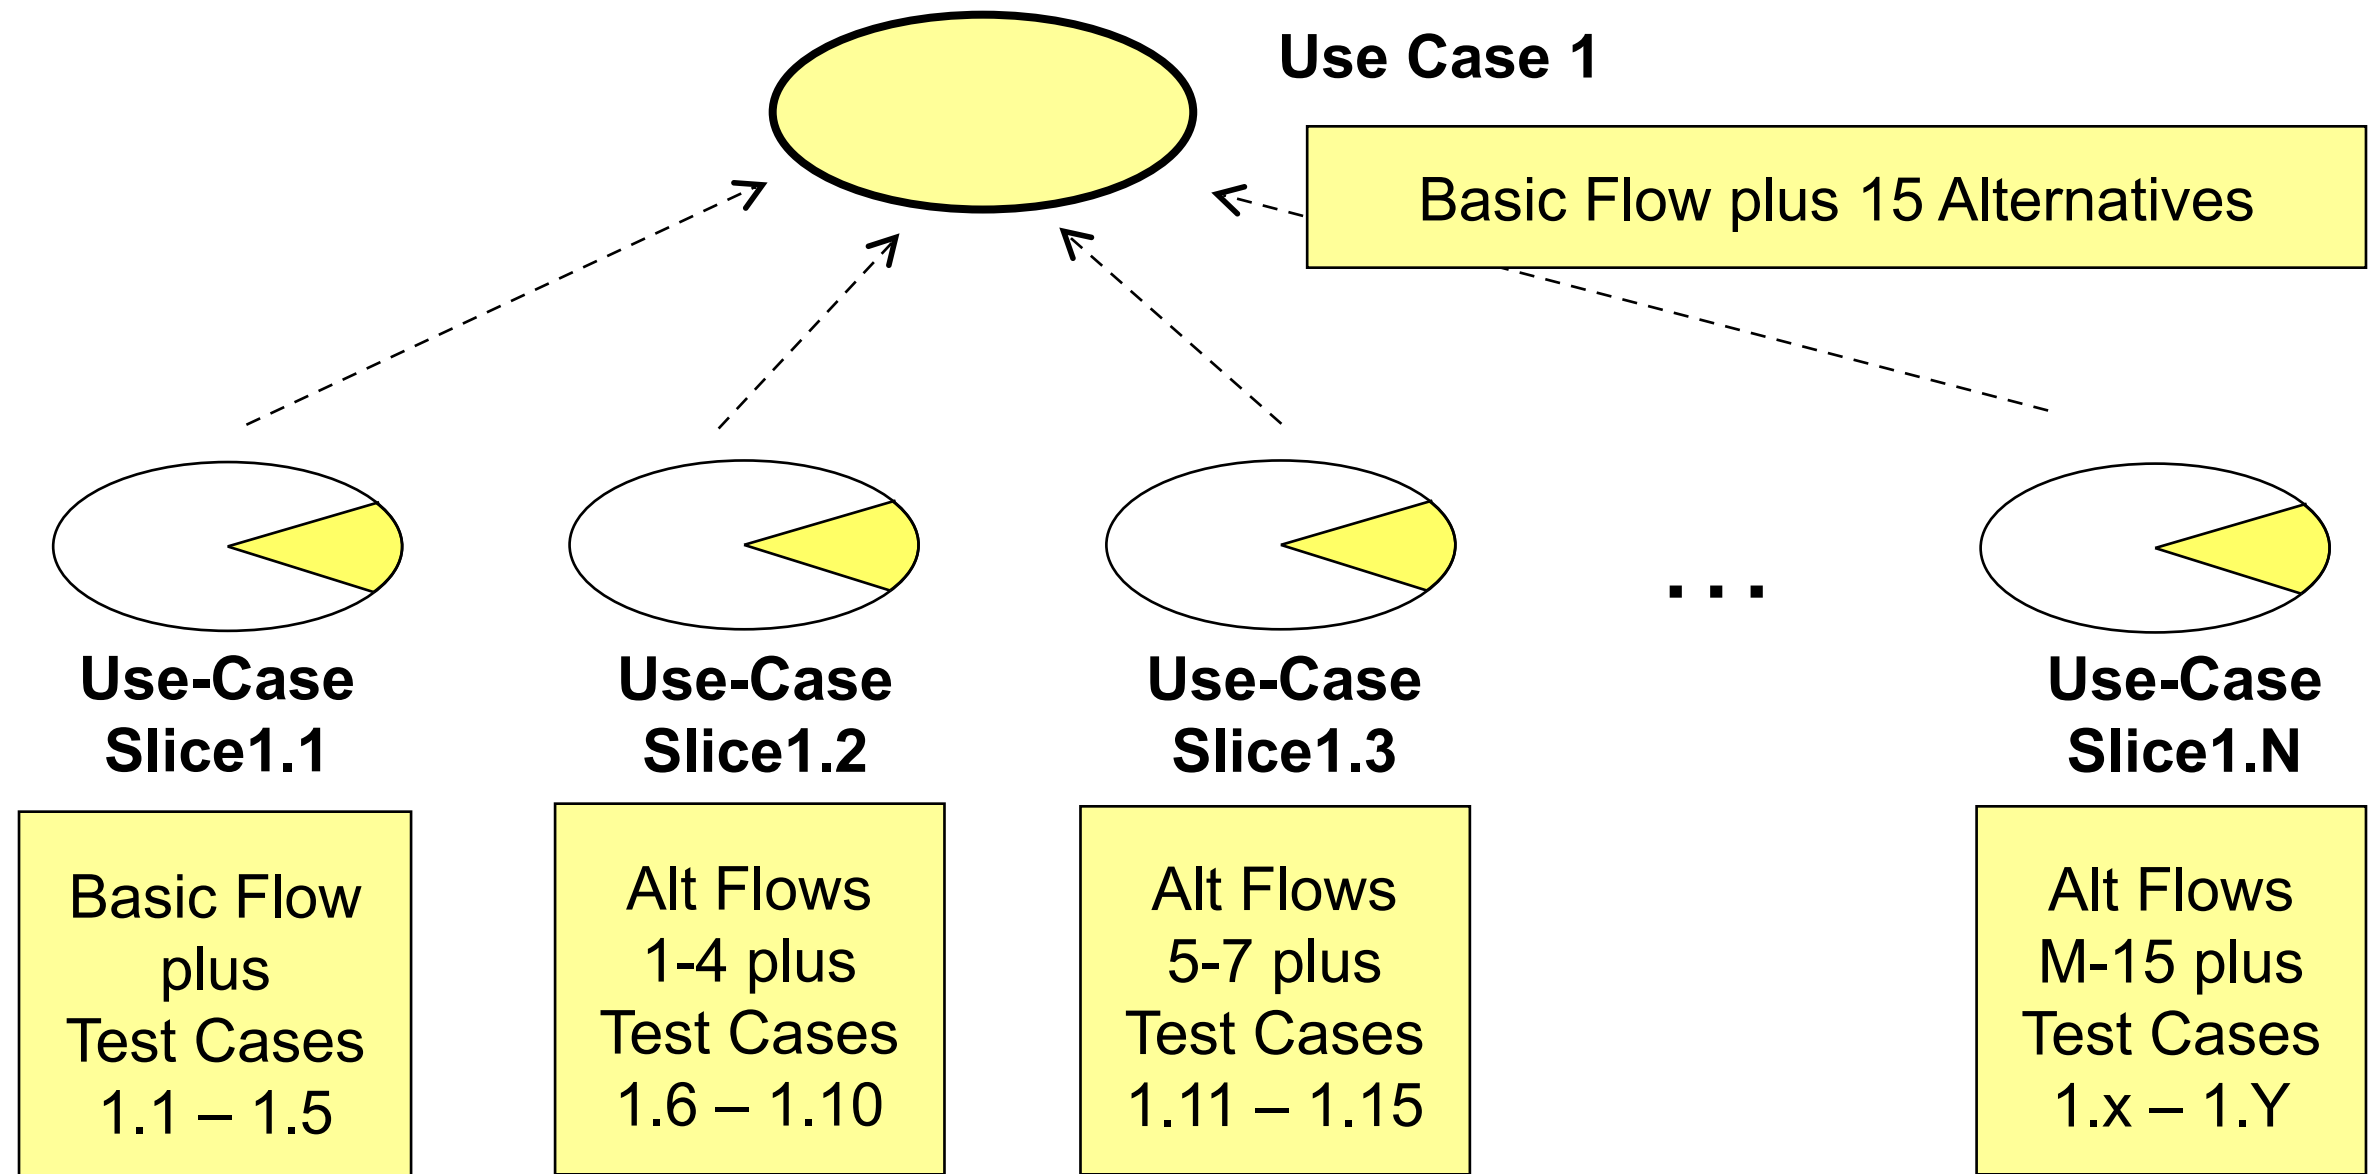 Use Case 1
Basic Flow plus 15 Alternatives
. . .
Use-Case
Slice1.1
Use-Case
Slice1.2
Use-Case
Slice1.3
Use-Case
Slice1.N
Basic Flow
plus
Test Cases
1.1 – 1.5
Alt Flows
1-4 plus
Test Cases
1.6 – 1.10
Alt Flows
5-7 plus
Test Cases
1.11 – 1.15
Alt Flows
M-15 plus
Test Cases
1.x – 1.Y